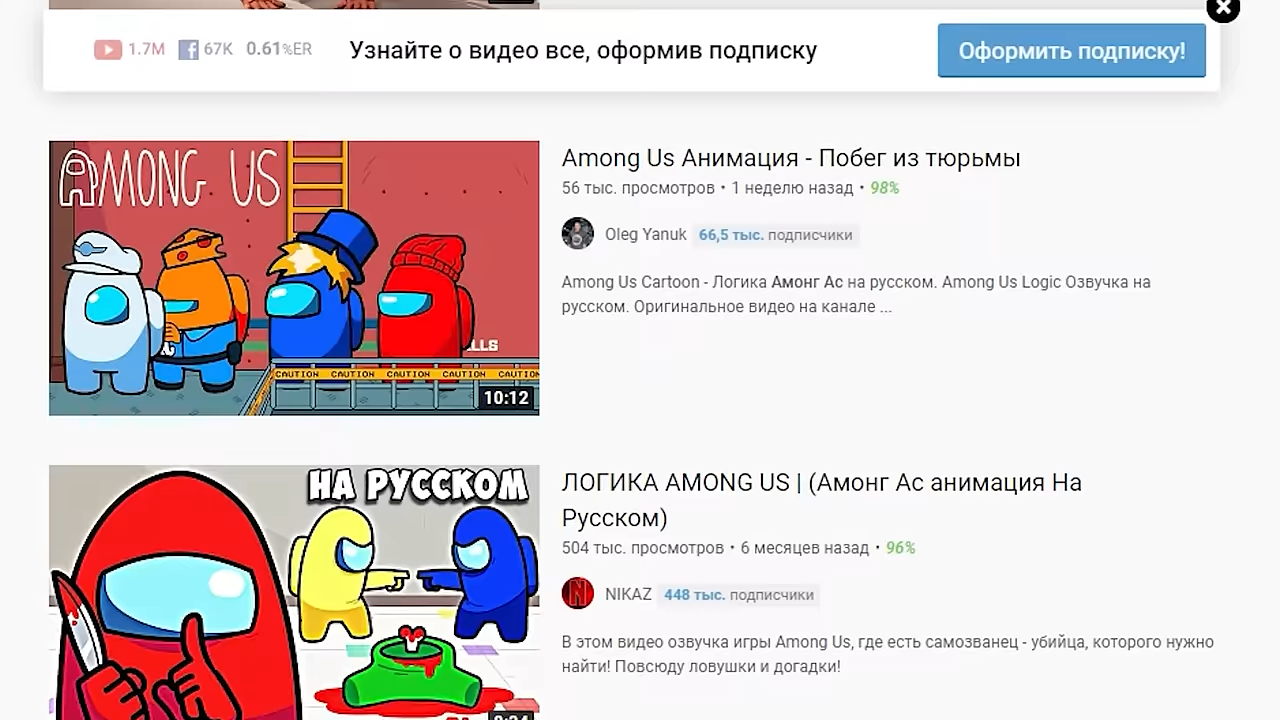 1.7M 67K 0.61%ER
Узнайте о видео все, оформив подписку
Оформить подписку!
AMONG US
LLS
CAUTION CAUTION CAUTION CAUTION CAUTION
10:12
Among Us Анимация - Побег из тюрьмы
56 тыс. просмотров • 1 неделю назад • 98%
Oleg Yanuk 66,5 тыс. подписчики
Among Us Cartoon - Логика Амонг Ас на русском. Among Us Logic Озвучка на
русском. Оригинальное видео на канале ...
НА РУССКОМ
ЛОГИКА AMONG US | (Амонг Ас анимация На
Русском)
504 тыс. просмотров • 6 месяцев назад • 96%
N
NIKAZ 448 тыс. подписчики
В этом видео озвучка игры Among Us, где есть самозванец - убийца, которого нужно
найти! Повсюду ловушки и догадки!